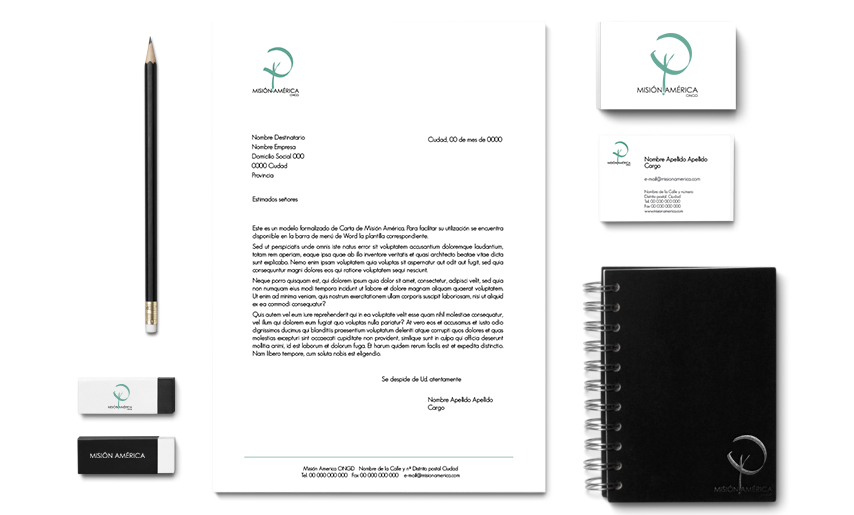 MISIÓN AMÉRICA
ONGD
Nombre Destinatario
Nombre Empresa
Domicilio Social 000
0000 Ciudad
Provincia
Ciudad, 00 de mes de 0000
Estimados señores
Este es un modelo formalizado de Carta de Misión América. Para facilitar su utilización se encuentra
disponible en la barra de menú de Word la plantilla correspondiente.
Sed ut perspiciatis unde omnis iste natus error sit voluptatem accusantium doloremque laudantium,
totam rem aperiam, eaque ipsa quae ab illo inventore veritatis et quasi architecto beatae vitae dicta
sunt explicabo. Nemo enim ipsam voluptatem quia voluptas sit aspernatur aut odit aut fugit, sed quia
consequuntur magni dolores eos qui ratione voluptatem sequi nesciunt.
Neque porro quisquam est, qui dolorem ipsum quia dolor sit amet, consectetur, adipisci velit, sed quia
non numquam eius modi tempora incidunt ut labore et dolore magnam aliquam quaerat voluptatem.
Ut enim ad minima veniam, quis nostrum exercitationem ullam corporis suscipit laboriosam, nisi ut aliquid
ex ea commodi consequatur?
Quis autem vel eum iure reprehenderit qui in ea voluptate velit esse quam nihil molestiae consequatur,
vel illum qui dolorem eum fugiat quo voluptas nulla pariatur? At vero eos et accusamus et iusto odio
dignissimos ducimus qui blanditiis praesentium voluptatum deleniti atque corrupti quos dolores et quas
molestias excepturi sint occaecati cupiditate non provident, similique sunt in culpa qui officia deserunt
mollitia animi, id est laborum et dolorum fuga. Et harum quidem rerum facilis est et expedita distinctio.
Nam libero tempore, cum soluta nobis est eligendi.
Se despide de Ud. atentamente
Nombre Apellido Apellido
Cargo
Misión America ONGD Nombre de la Calle y nº Distrito postal Ciudad
Tel. 00 000 000 000 Fax 00 000 000 000 e-mail@misionamerica.com
MISIÓN AMÉRICA
ONGD
MISIÓN AMÉRICA
Nombre Apellido Apellido
Cargo
e-mail@misionamerica.com
Nombre de la Calle y numero
Distrito postal, Ciudad
Tel. 00 000 000 000
Fax 00 000 000 000
www.misionamerica.com
MISIÓN AMÉRICA
MISIÓN AMÉRICA
MISIÓN AMÉRICA